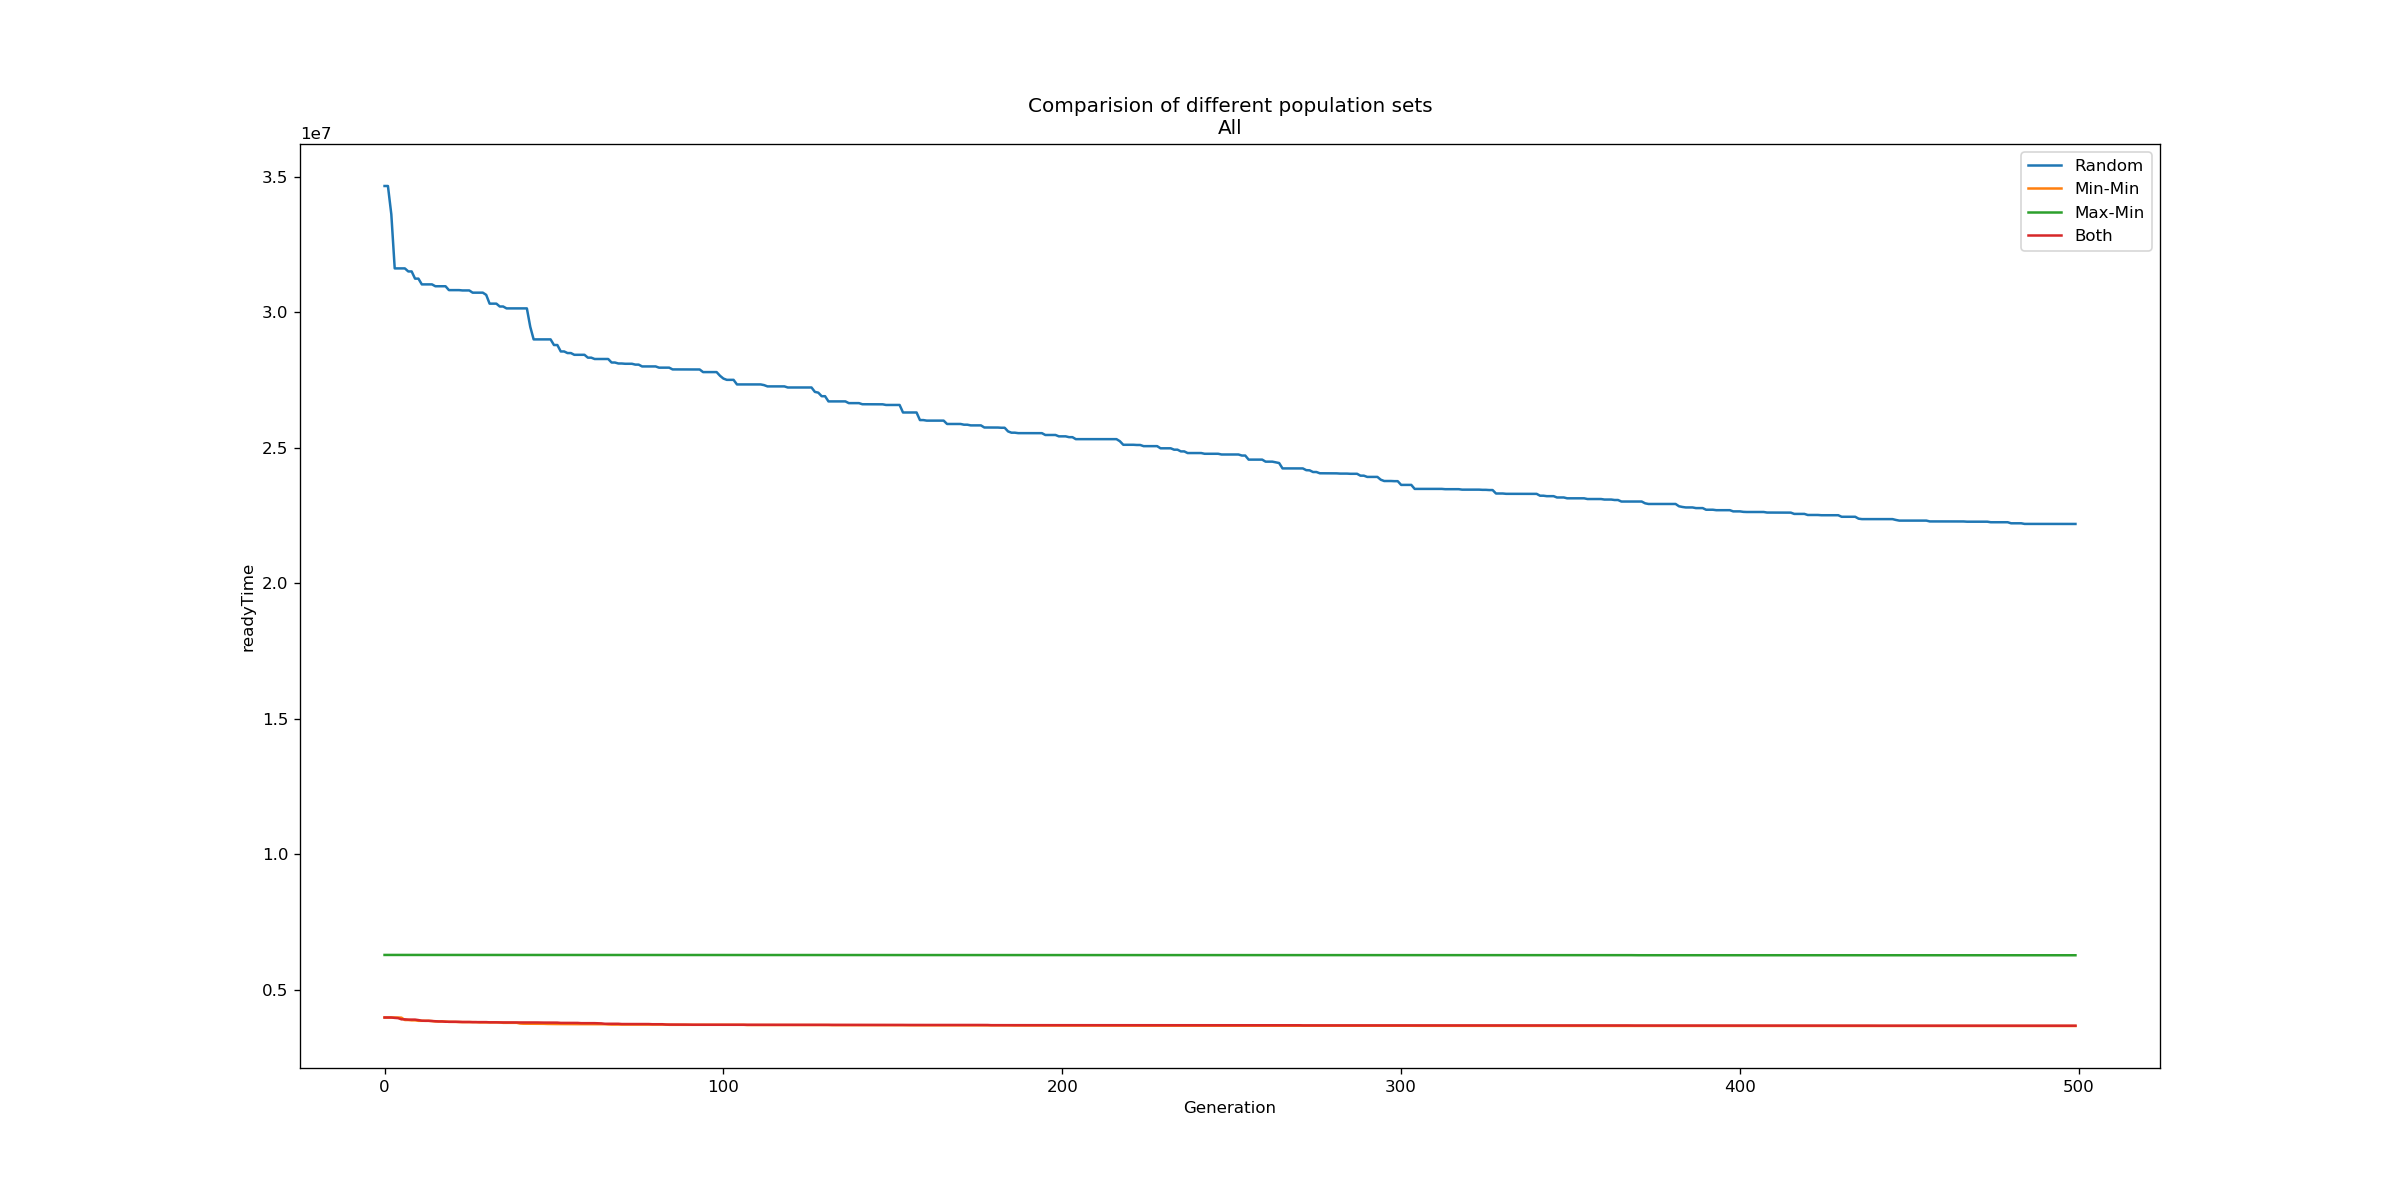 Comparision of different population sets
All
1e7
3.5
3.0
2.5
2.0
1.5
1.0
0.5
readyTime
Random
Min-Min
Max-Min
Both
0
100
200
300
400
500
Generation